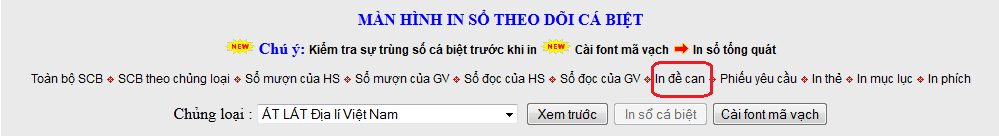 MÀN HÌNH IN SỔ THEO DÕI CÁ BIỆT
NEW Chú ý: Kiểm tra sự trùng số cá biệt trước khi in NEW Cài font mã vạch In sổ tổng quát
Toàn bộ SCB SCB theo chủng loại Sổ mượn của HS Sổ mượn của GV Sổ đọc của HS Sổ đọc của GV In đề can Phiếu yêu cầu In thẻ In mục lục In phích
Chủng loại : ÁT LÁT Địa lí Việt Nam Xem trước In sổ cá biệt Cài font mã vạch